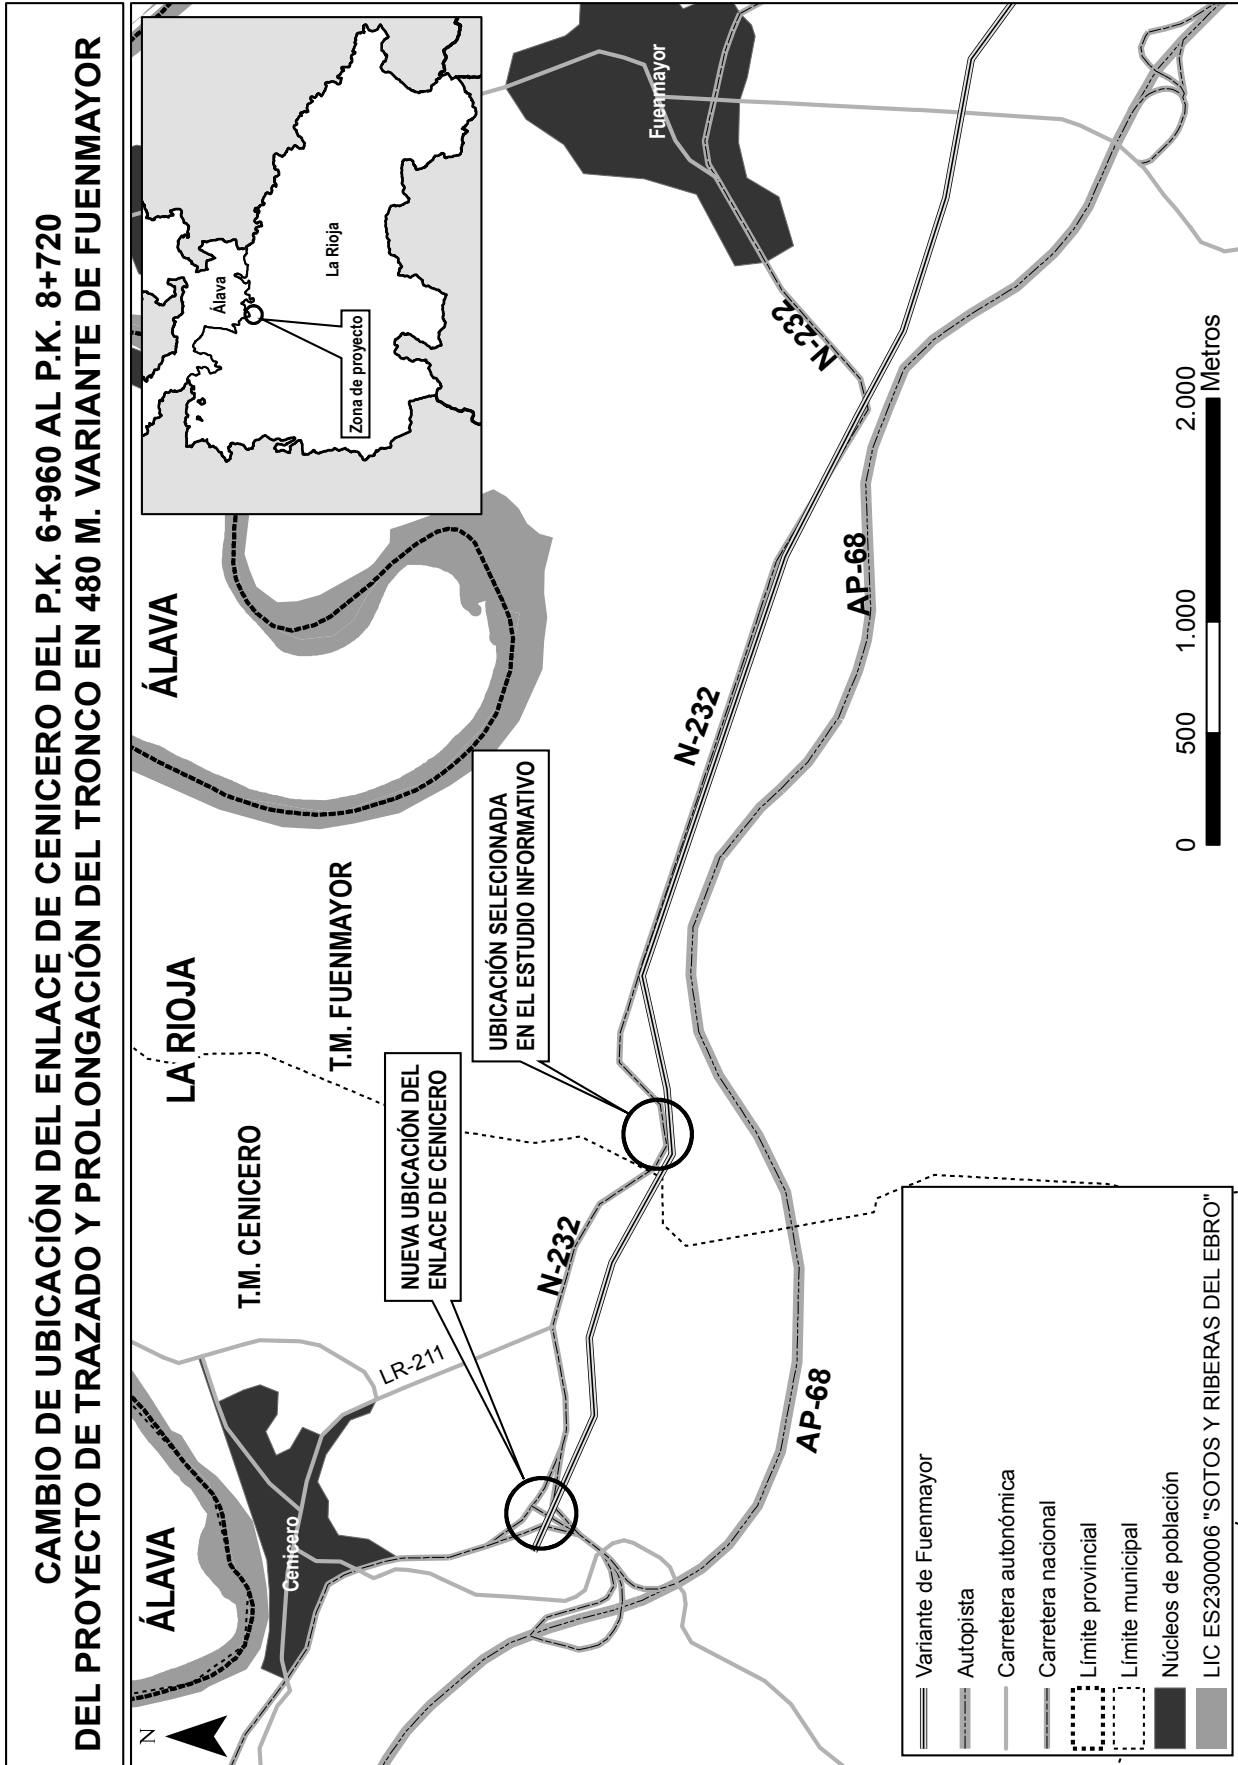 CAMBIO DE UBICACIÓN DEL ENLACE DE CENICERO DEL P.K. 6+960 AL P.K. 8+720
DEL PROYECTO DE TRAZADO Y PROLONGACIÓN DEL TRONCO EN 480 M. VARIANTE DE FUENMAYOR
N
ÁLAVA
LA RIOJA
ÁLAVA
Álava
La Rioja
Zona de proyecto
T.M. CENICERO
T.M. FUENMAYOR
Cenicero
Fuenmayor
LR-211
NUEVA UBICACIÓN DEL
ENLACE DE CENICERO
UBICACIÓN SELECIONADA
EN EL ESTUDIO INFORMATIVO
N-232
N-232
N-232
AP-68
AP-68
Variante de Fuenmayor
Autopista
Carretera autonómica
Carretera nacional
Límite provincial
Límite municipal
Núcleos de población
LIC ES2300006 "SOTOS Y RIBERAS DEL EBRO"
0 500 1.000 2.000
Metros